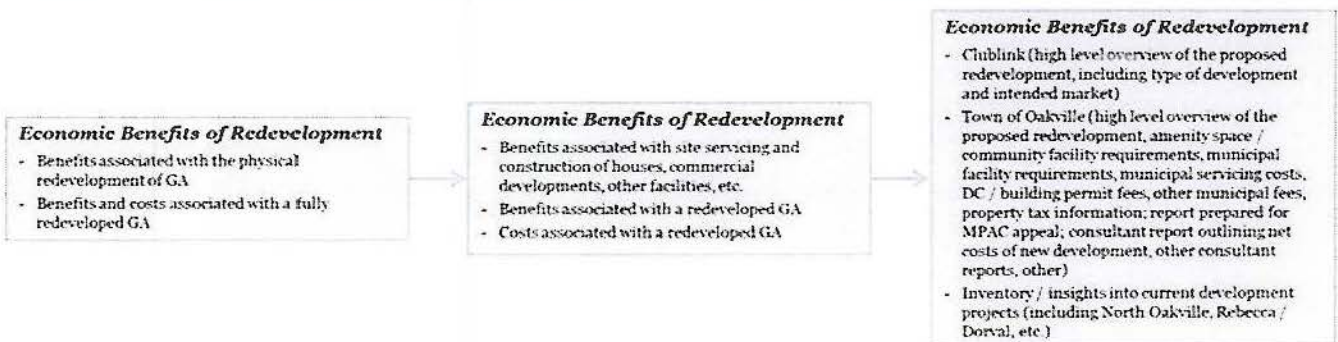 Economic Benefits of Redevelopment
- Benefits associated with the physical
redevelopment of GA
- Benefits and costs associated with a fully
redeveloped GA
Economic Benefits of Redevelopment
- Benefits associated with site servicing and
construction of houses, commercial
developments, other facilities, etc.
- Benefits associated with a redeveloped GA
- Costs associated with a redeveloped GA
Economic Benefits of Redevelopment
- Clublink (high level overview of the proposed
redevelopment, including type of development
and intended market)
- Town of Oakville (high level overview of the
proposed redevelopment, amenity space /
community facility requirements, municipal
facility requirements, municipal servicing costs,
DC / building permit fees, other municipal fees,
property tax information; report prepared for
MPAC appeal; consultant report outlining net
costs of new development, other consultant
reports, other)
- Inventory / insights into current development
projects (including North Oakville, Rebecca /
Dorval, etc.)